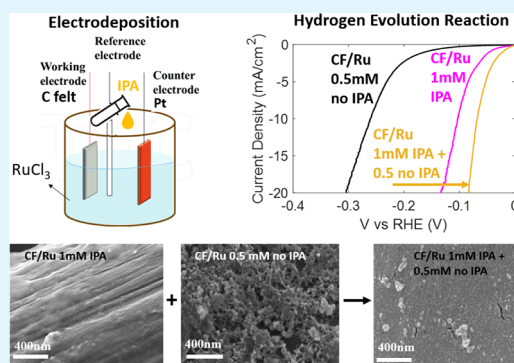 Electrodeposition
Reference
electrode
Working
electrode
C felt
IPA
Counter
electrode
Pt
RuCl3
Hydrogen Evolution Reaction
Current Density (mA/cm2)
0
-5
-10
-15
-20
CF/Ru
0.5mM
no IPA
CF/Ru
1mM
IPA
CF/Ru
1mM IPA +
0.5 no IPA
-0.4 -0.3 -0.2 -0.1 0
V vs RHE (V)
CF/Ru 1mM IPA
400nm
+
CF/Ru 0.5 mM no IPA
400nm
CF/Ru 1mM IPA +
0.5mM no IPA
400nm